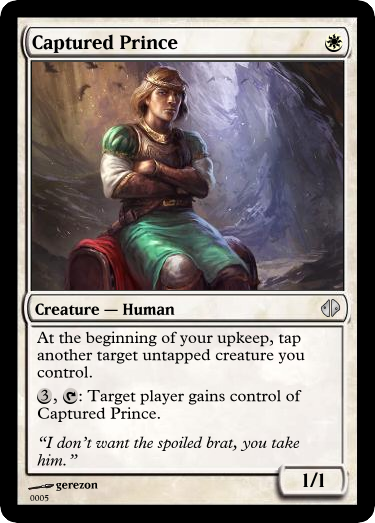 Captured Prince
Creature — Human
At the beginning of your upkeep, tap
another target untapped creature you
control.
3, : Target player gains control of
Captured Prince.
“I don’t want the spoiled brat, you take
him.”
1/1
gerezon
0005